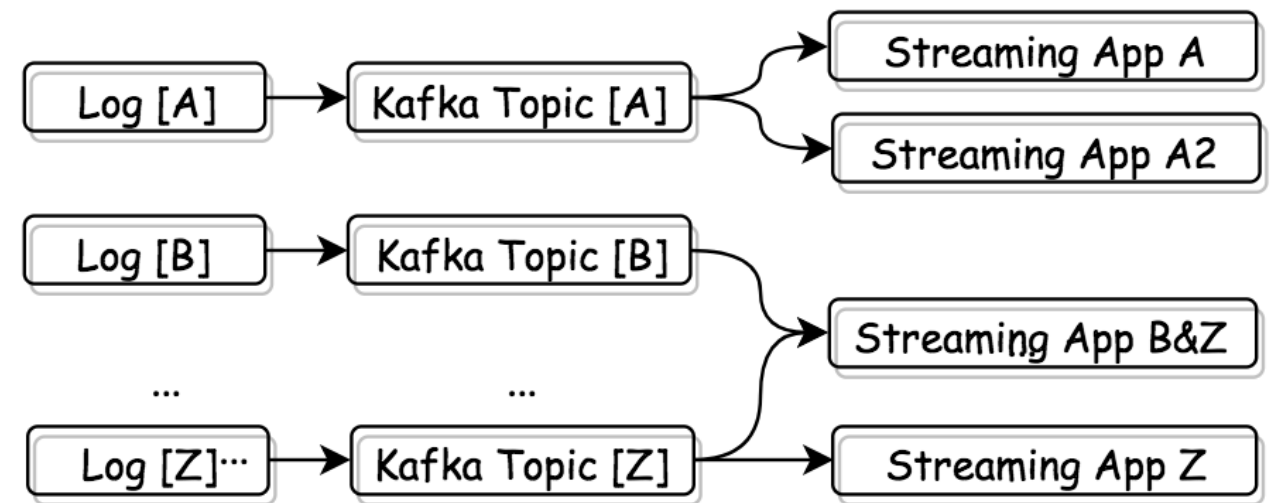 Streaming App A
Log [A]
Kafka Topic [A]
Streaming App A2
Log [B]
Kafka Topic [B]
Streaming App B&Z
...
...
Log [Z]...
Kafka Topic [Z]
Streaming App Z